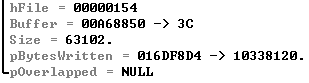 hFile = 00000154
Buffer = 00A68850 -> 3C
Size = 63102.
pBytesWritten = 016DF8D4 -> 10338120.
pOverlapped = NULL